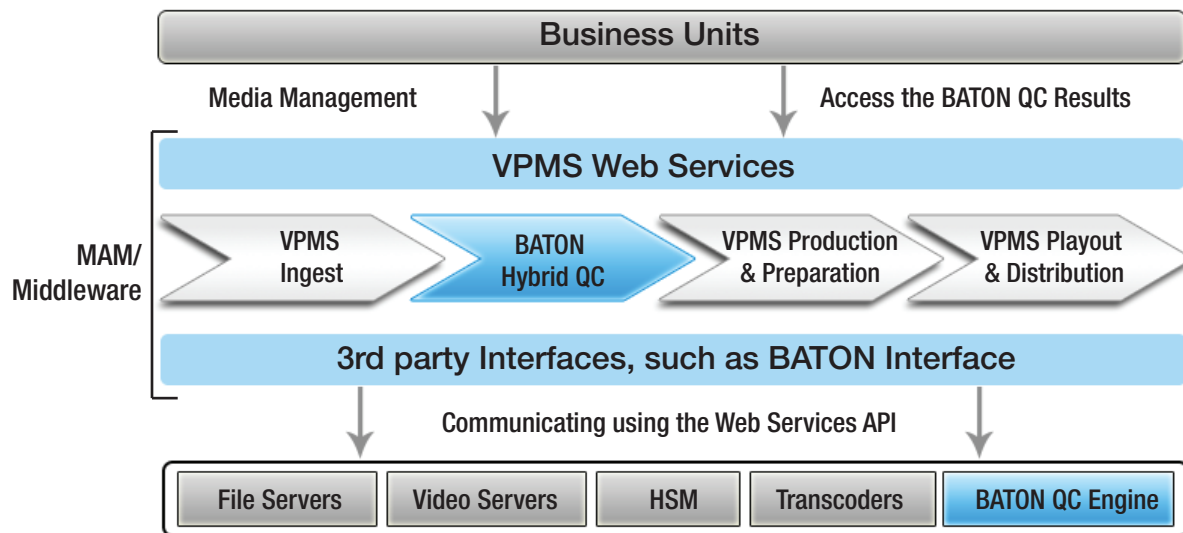 Business Units
Media Management
Access the BATON QC Results
VPMS Web Services
MAM/
Middleware
VPMS
Ingest
BATON
Hybrid QC
VPMS Production
& Preparation
VPMS Playout
& Distribution
3rd party Interfaces, such as BATON Interface
Communicating using the Web Services API
File Servers
Video Servers
HSM
Transcoders
BATON QC Engine